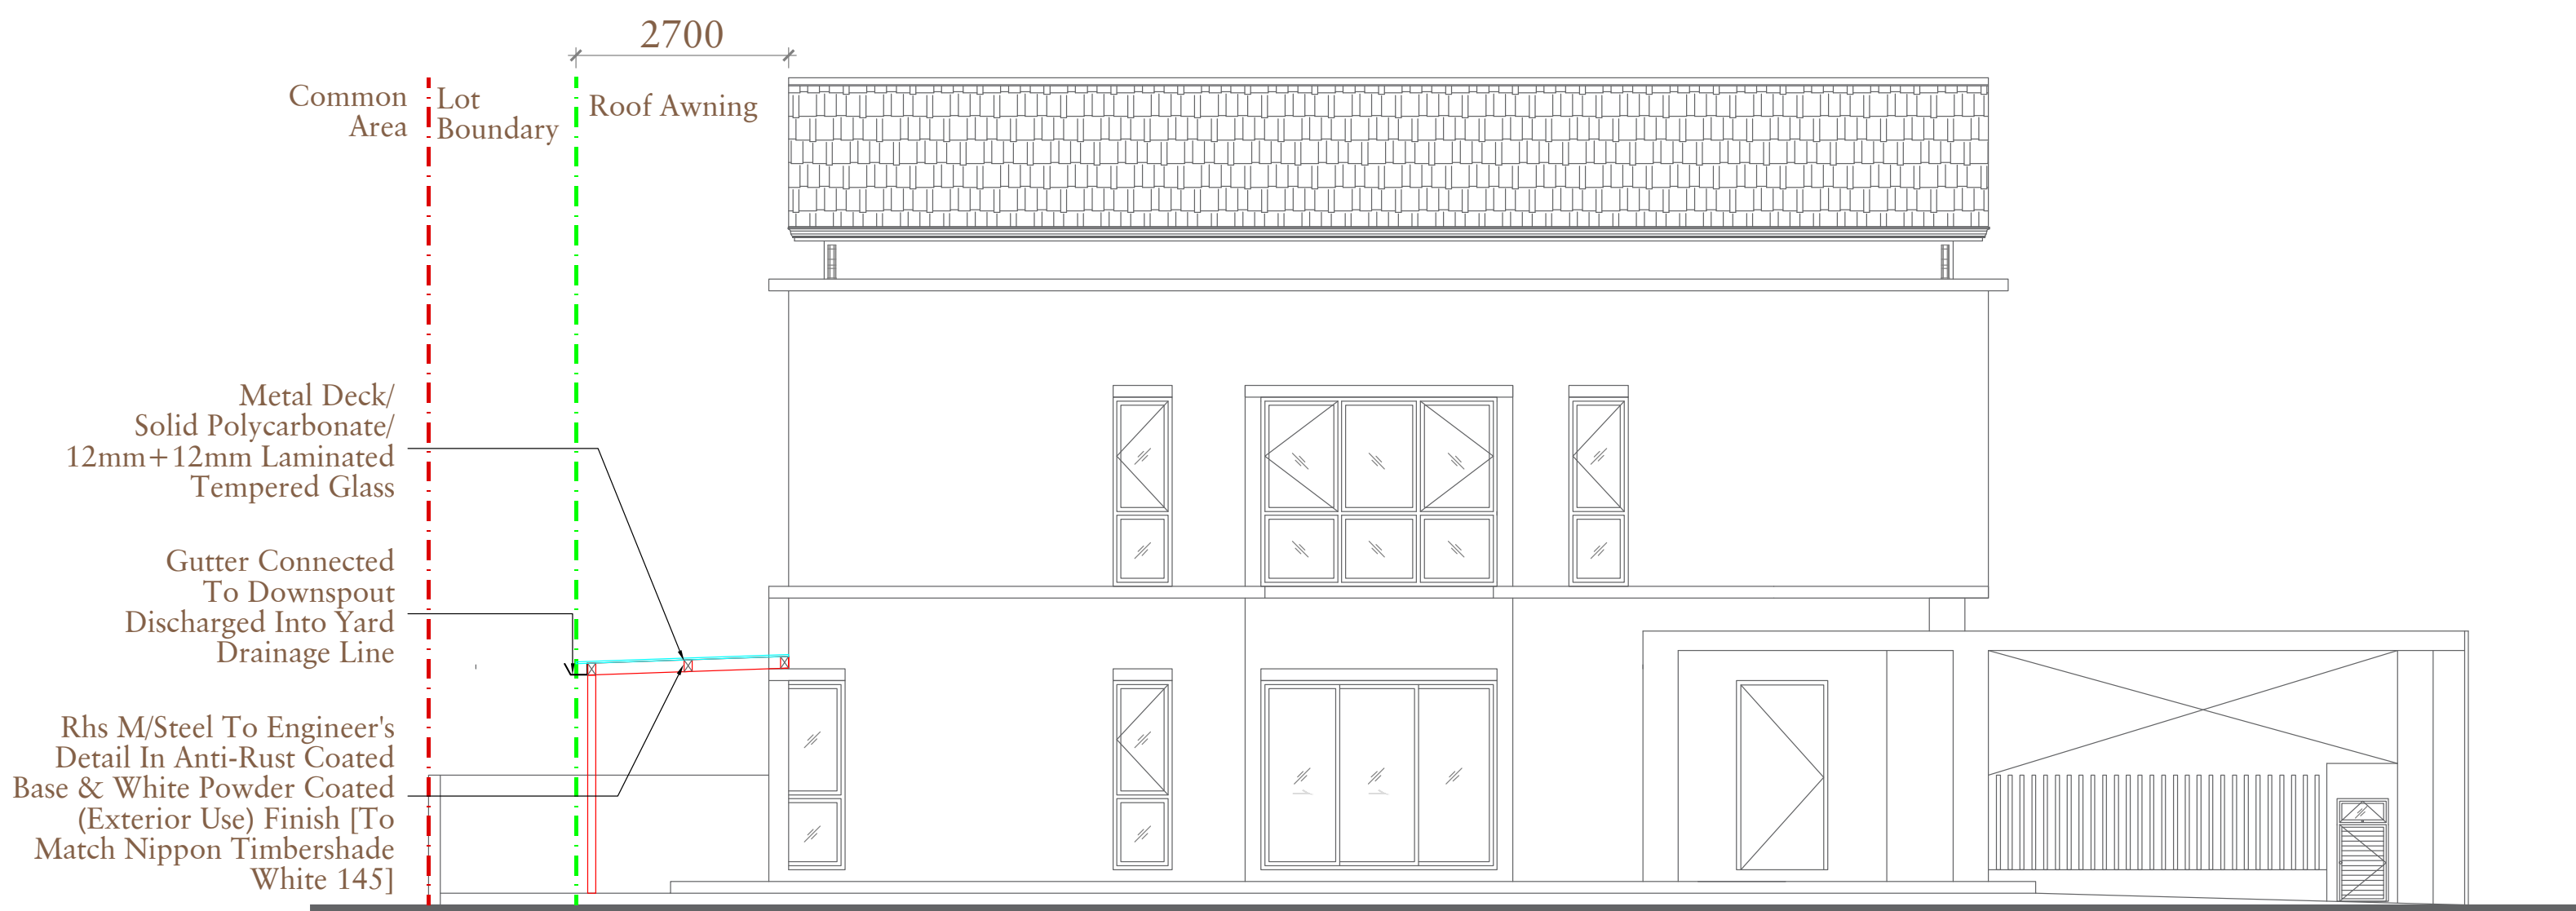 2700
Common
Area
Lot
Boundary
Roof Awning
Metal Deck/
Solid Polycarbonate/
12mm+12mm Laminated
Tempered Glass
Gutter Connected
To Downspout
Discharged Into Yard
Drainage Line
Rhs M/Steel To Engineer's
Detail In Anti-Rust Coated
Base & White Powder Coated
(Exterior Use) Finish [To
Match Nippon Timbershade
White 145]